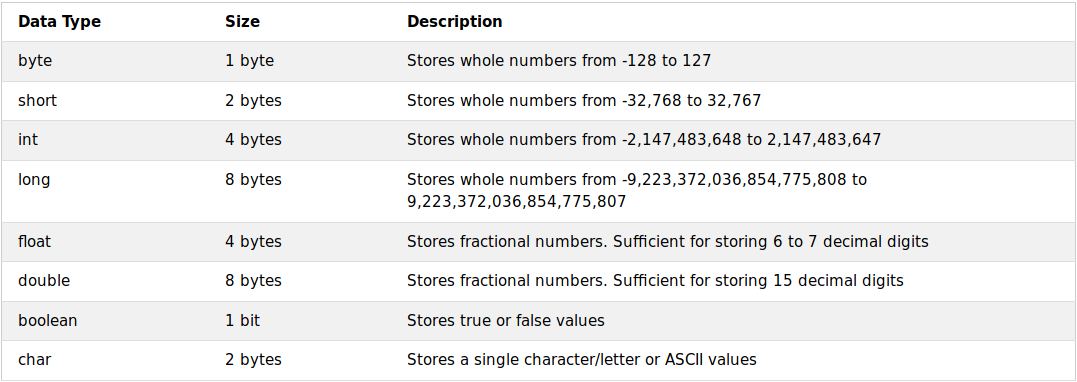 Data Type Size Description
byte 1 byte Stores whole numbers from -128 to 127
short 2 bytes Stores whole numbers from -32,768 to 32,767
int 4 bytes Stores whole numbers from -2,147,483,648 to 2,147,483,647
long 8 bytes Stores whole numbers from -9,223,372,036,854,775,808 to
9,223,372,036,854,775,807
float 4 bytes Stores fractional numbers. Sufficient for storing 6 to 7 decimal digits
double 8 bytes Stores fractional numbers. Sufficient for storing 15 decimal digits
boolean 1 bit Stores true or false values
char 2 bytes Stores a single character/letter or ASCII values